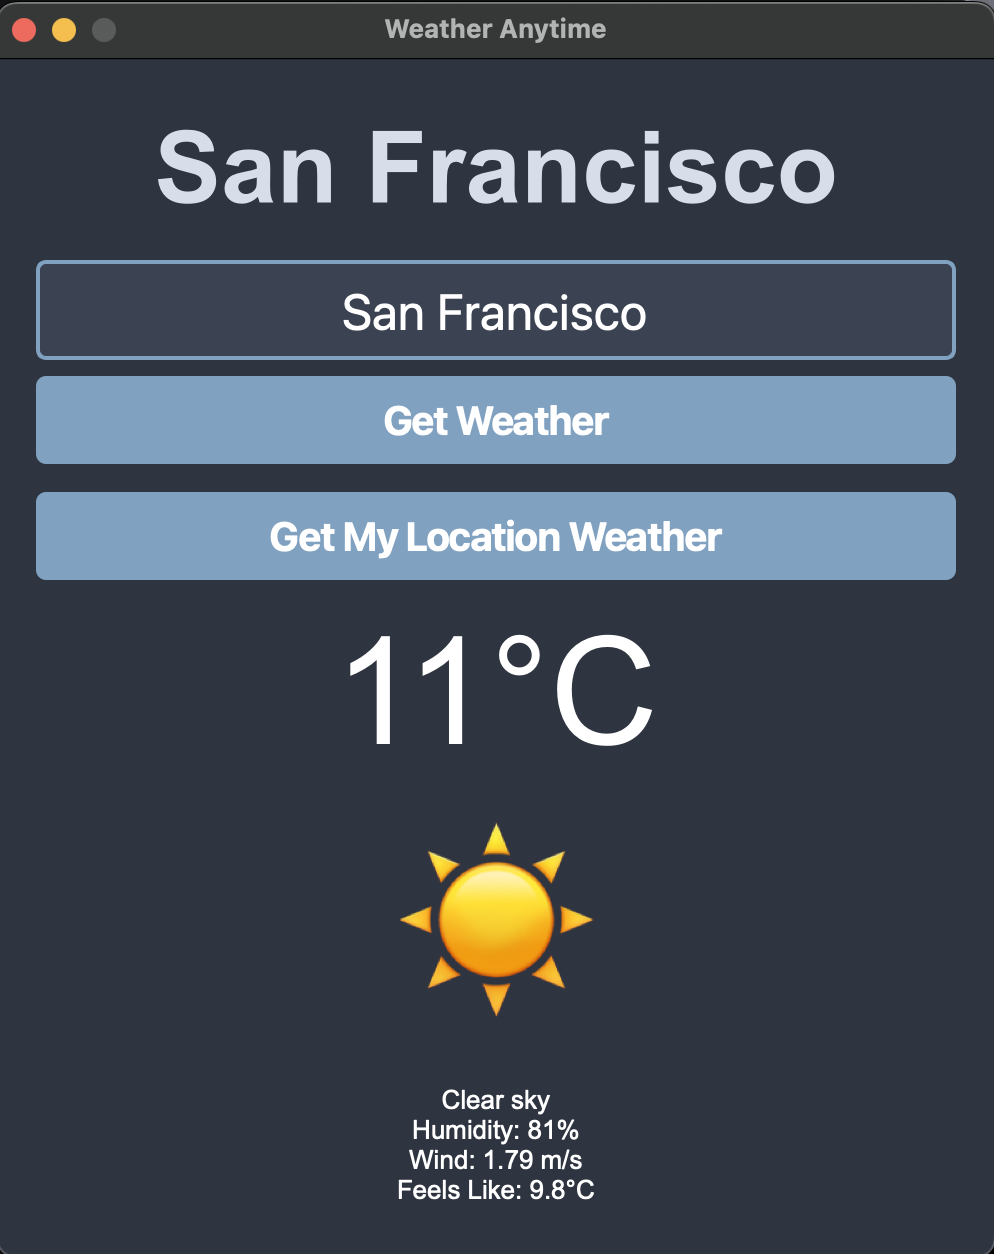 Weather Anytime
San Francisco
San Francisco
Get Weather
Get My Location Weather
11°C
Clear sky
Humidity: 81%
Wind: 1.79 m/s
Feels Like: 9.8°C